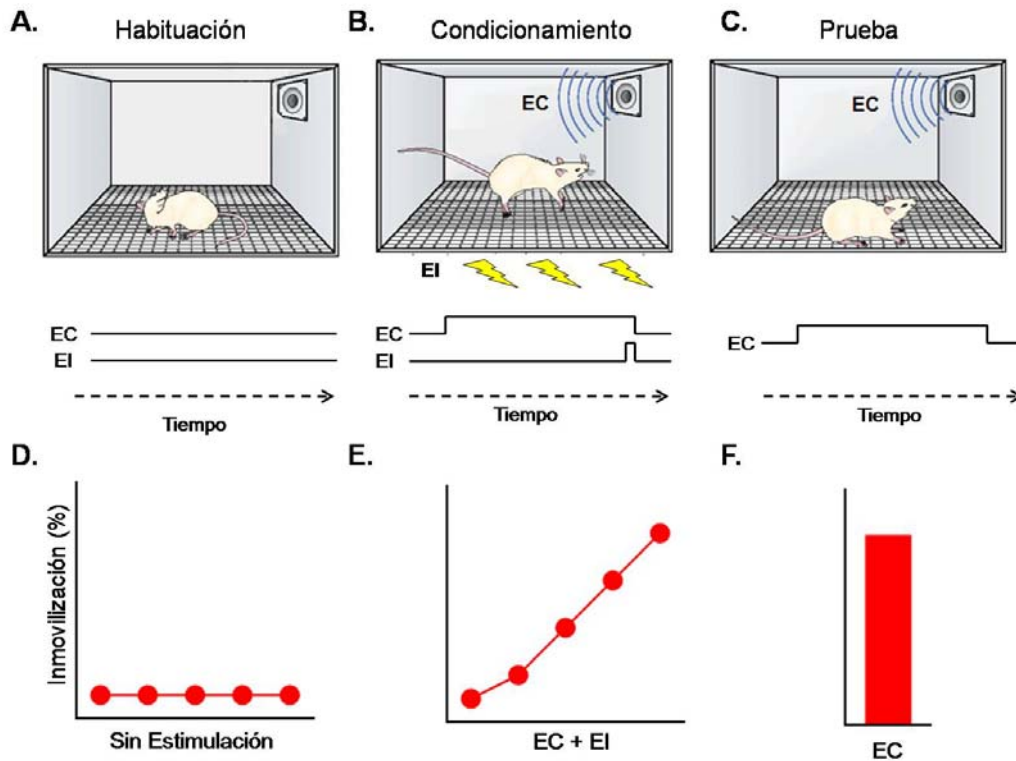 A. Habituación
B. Condicionamiento
C. Prueba
EC
EC
EI
EC
EI
Tiempo
EC
EI
Tiempo
EC
Tiempo
D.
E.
F.
Inmovilización (%)
Sin Estimulación
EC + EI
EC